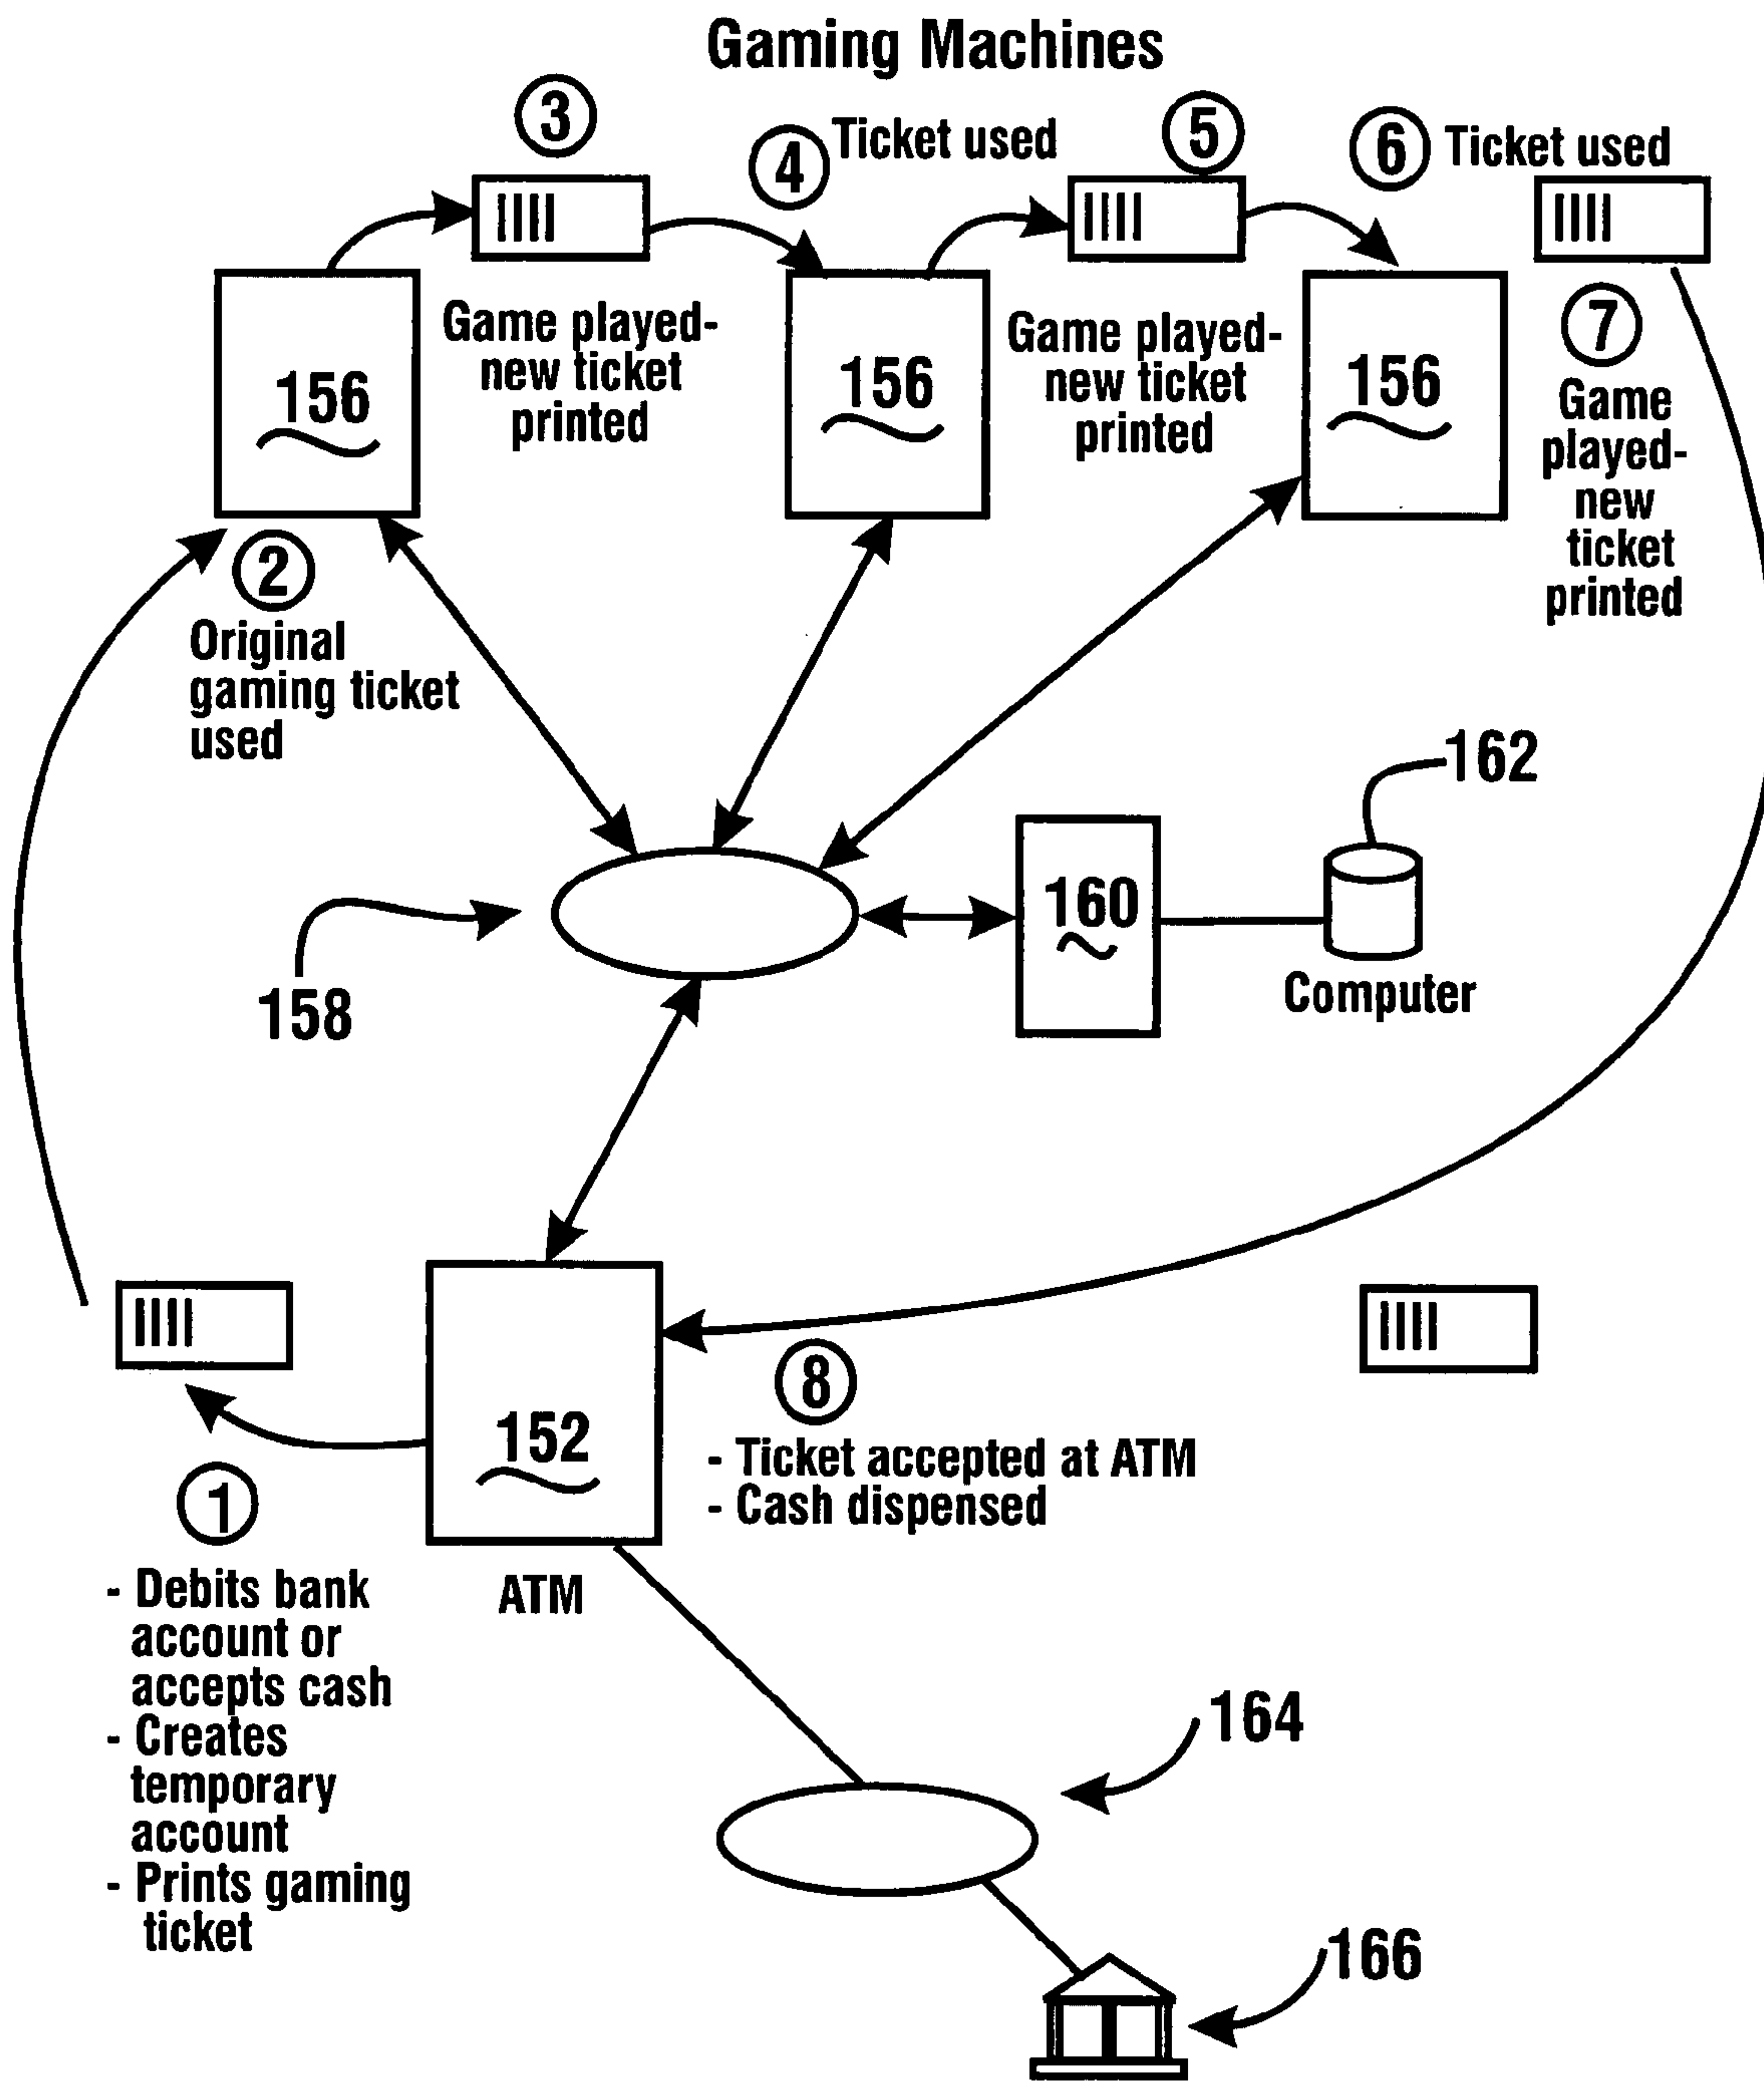 Gaming Machines
3
4
Ticket used
5
6
Ticket used
156
Game played-
new ticket
printed
156
Game played-
new ticket
printed
156
7
Game
played-
new
ticket
printed
2
Original
gaming ticket
used
162
160
Computer
158
152
ATM
8
- Ticket accepted at ATM
- Cash dispensed
1
- Debits bank
account or
accepts cash
- Creates
temporary
account
- Prints gaming
ticket
164
166